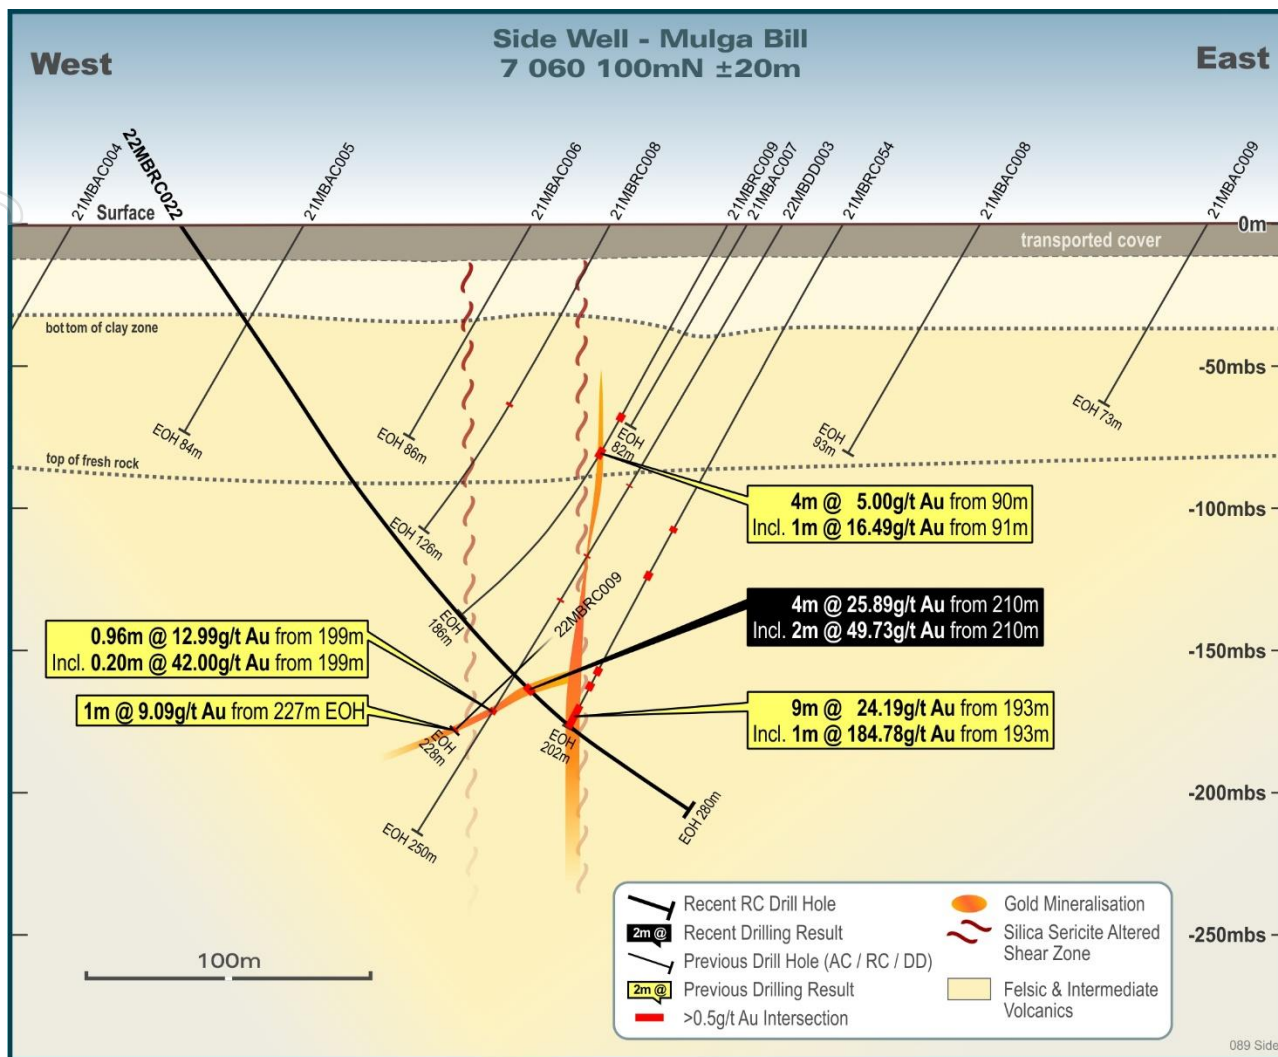 Side Well - Mulga Bill
7 060 100mN ±20m
West
East
21MBAC004
22MBRC022
21MBAC005
21MBAC006
21MBRC008
21MBRC009
21MBAC007
22MBDD003
21MBRC054
21MBAC008
21MBAC009
Surface
0m
transported cover
bottom of clay zone
-50mbs
EOH 84m
EOH 86m
EOH
82m
EOH
93m
EOH 73m
top of fresh rock
4m @ 5.00g/t Au from 90m
Incl. 1m @ 16.49g/t Au from 91m
-100mbs
EOH 126m
22MBRC009
EOH
186m
4m @ 25.89g/t Au from 210m
Incl. 2m @ 49.73g/t Au from 210m
0.96m @ 12.99g/t Au from 199m
Incl. 0.20m @ 42.00g/t Au from 199m
-150mbs
1m @ 9.09g/t Au from 227m EOH
9m @ 24.19g/t Au from 193m
Incl. 1m @ 184.78g/t Au from 193m
EOH
228m
EOH
202m
-200mbs
EOH 280m
EOH 250m
-250mbs
100m
Recent RC Drill Hole
2m @
Recent Drilling Result
Previous Drill Hole (AC / RC / DD)
2m @
Previous Drilling Result
>0.5g/t Au Intersection
Gold Mineralisation
Silica Sericite Altered
Shear Zone
Felsic & Intermediate
Volcanics
089 Side